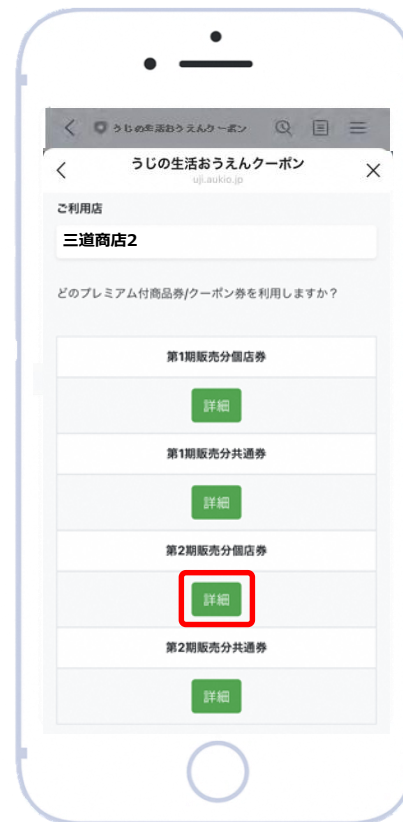 うじの生活おうえんクーポン
うじの生活おうえんクーポン
uji.aukio.jp
ご利用店
三道商店2
どのプレミアム付商品券/クーポン券を利用しますか？
第1期販売分個店券
詳細
第1期販売分共通券
詳細
第2期販売分個店券
詳細
第2期販売分共通券
詳細